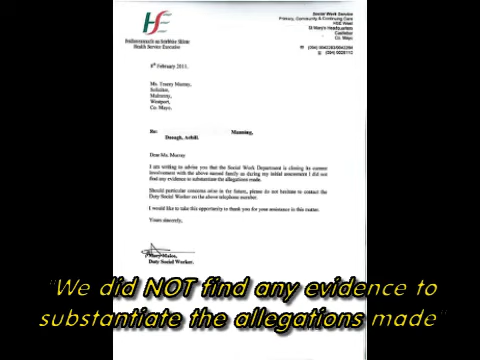 Feidhmeannacht na Seirbhíse Sláinte
Health Service Executive
Social Work Service
Primary, Community & Continuing Care
HSE West
St Mary's Headquarters
Castlebar
Co. Mayo
8th February 2011.
Ms. Tracey Murray,
Solicitor,
Mulranny,
Westport,
Co. Mayo.
Re: Manning,
Dooagh, Achill.
Dear Ms. Murray
I am writing to advise you that the Social Work Department is closing its current
involvement with the above named family as during my initial assessment I did not
find any evidence to substantiate the allegations made.
Should particular concerns arise in the future, please do not hesitate to contact the
Duty Social Worker on the above telephone number.
I would like to take this opportunity to thank you for your assistance in this matter.
Yours sincerely,
Duty Social Worker.
"We did NOT find any evidence to
substantiate the allegations made"